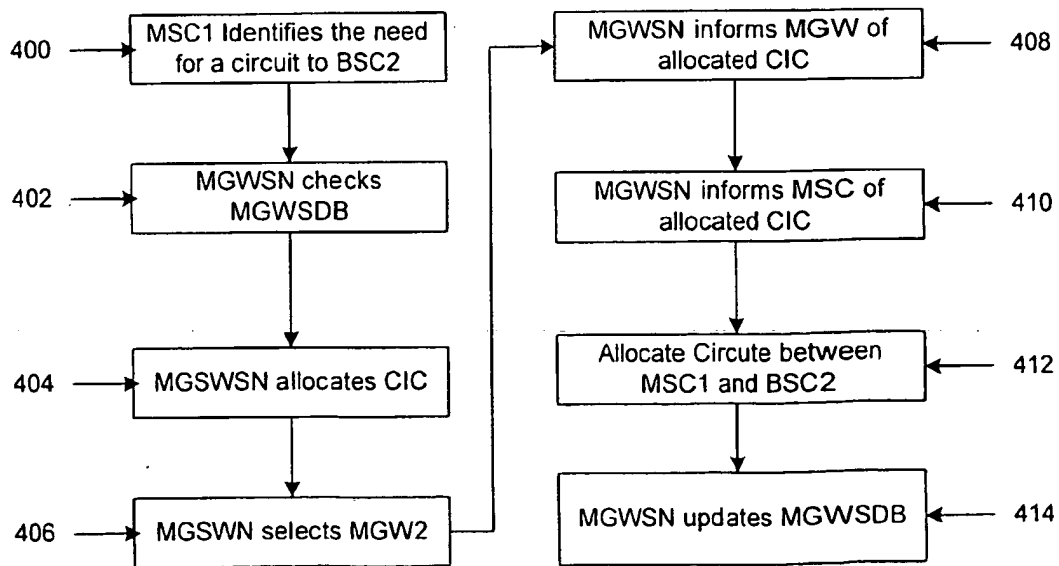 400
MSC1 Identifies the need
for a circuit to BSC2
402
MGWSN checks
MGWSDB
404
MGSWSN allocates CIC
406
MGSWN selects MGW2
MGWSN informs MGW of
allocated CIC
408
MGWSN informs MSC of
allocated CIC
410
Allocate Circute between
MSC1 and BSC2
412
MGWSN updates MGWSDB
414